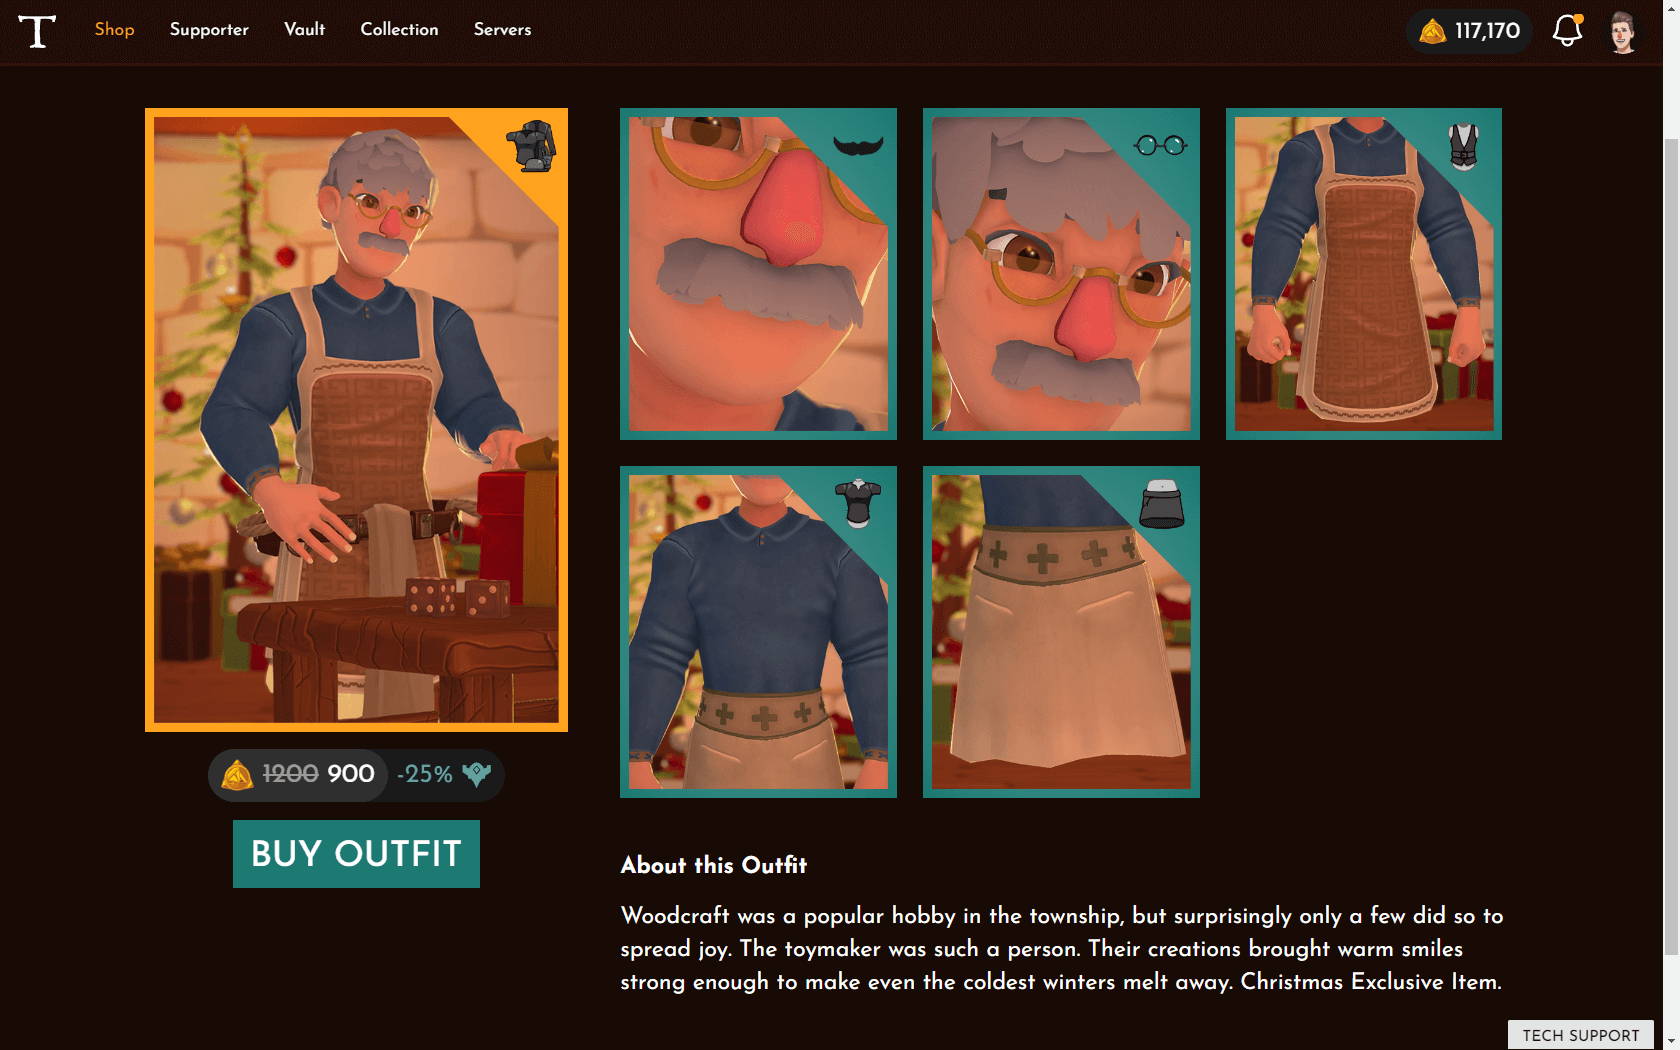 T
Shop
Supporter
Vault
Collection
Servers
117,170
1200 900 -25%
BUY OUTFIT
About this Outfit
Woodcraft was a popular hobby in the township, but surprisingly only a few did so to
spread joy. The toymaker was such a person. Their creations brought warm smiles
strong enough to make even the coldest winters melt away. Christmas Exclusive Item.
TECH SUPPORT